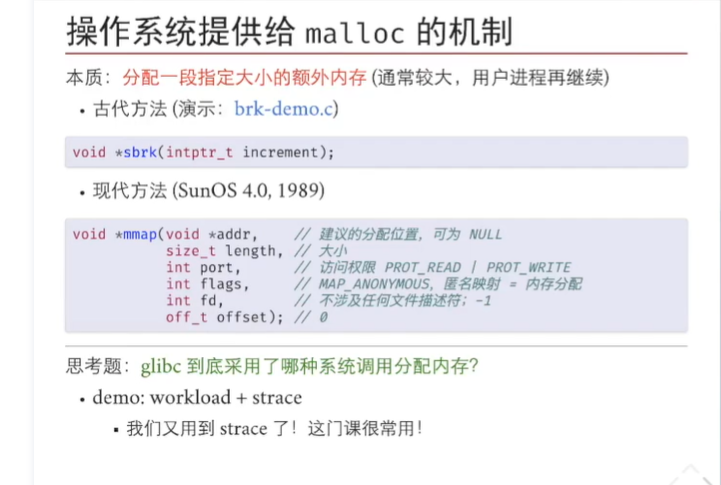 操作系统提供给 malloc 的机制
本质：分配一段指定大小的额外内存 (通常较大，用户进程再继续)
• 古代方法 (演示：brk-demo.c)
void *sbrk(intptr_t increment);
• 现代方法 (SunOS 4.0, 1989)
void *mmap(void *addr,    // 建议的分配位置，可为 NULL
size_t length, // 大小
int port,      // 访问权限 PROT_READ | PROT_WRITE
int flags,     // MAP_ANONYMOUS, 匿名映射 = 内存分配
int fd,        // 不涉及任何文件描述符；-1
off_t offset); // 0
思考题：glibc 到底采用了哪种系统调用分配内存？
• demo: workload + strace
▪ 我们又用到 strace 了！这门课很常用！